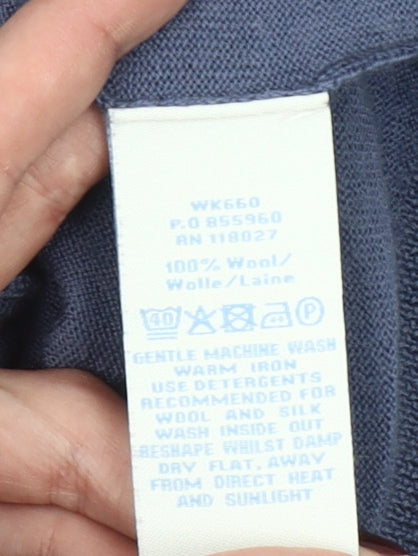 WK660
P.O 855960
AN 118027
100% Wool/
Wolle/Laine
40 P
GENTLE MACHINE WASH
WARM IRON
USE DETERGENTS
RECOMMENDED FOR
WOOL AND SILK
WASH INSIDE OUT
RESHAPE WHILST DAMP
DRY FLAT, AWAY
FROM DIRECT HEAT
AND SUNLIGHT